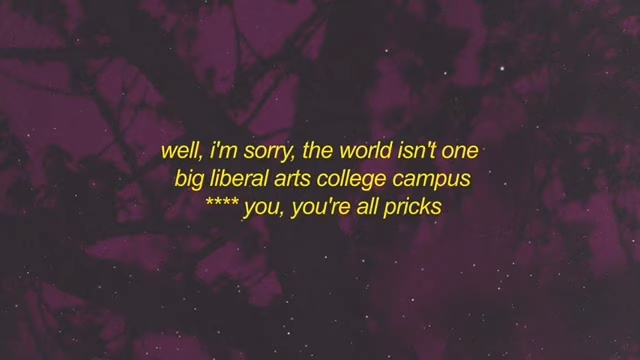 well, i'm sorry, the world isn't one
big liberal arts college campus
**** you, you're all pricks